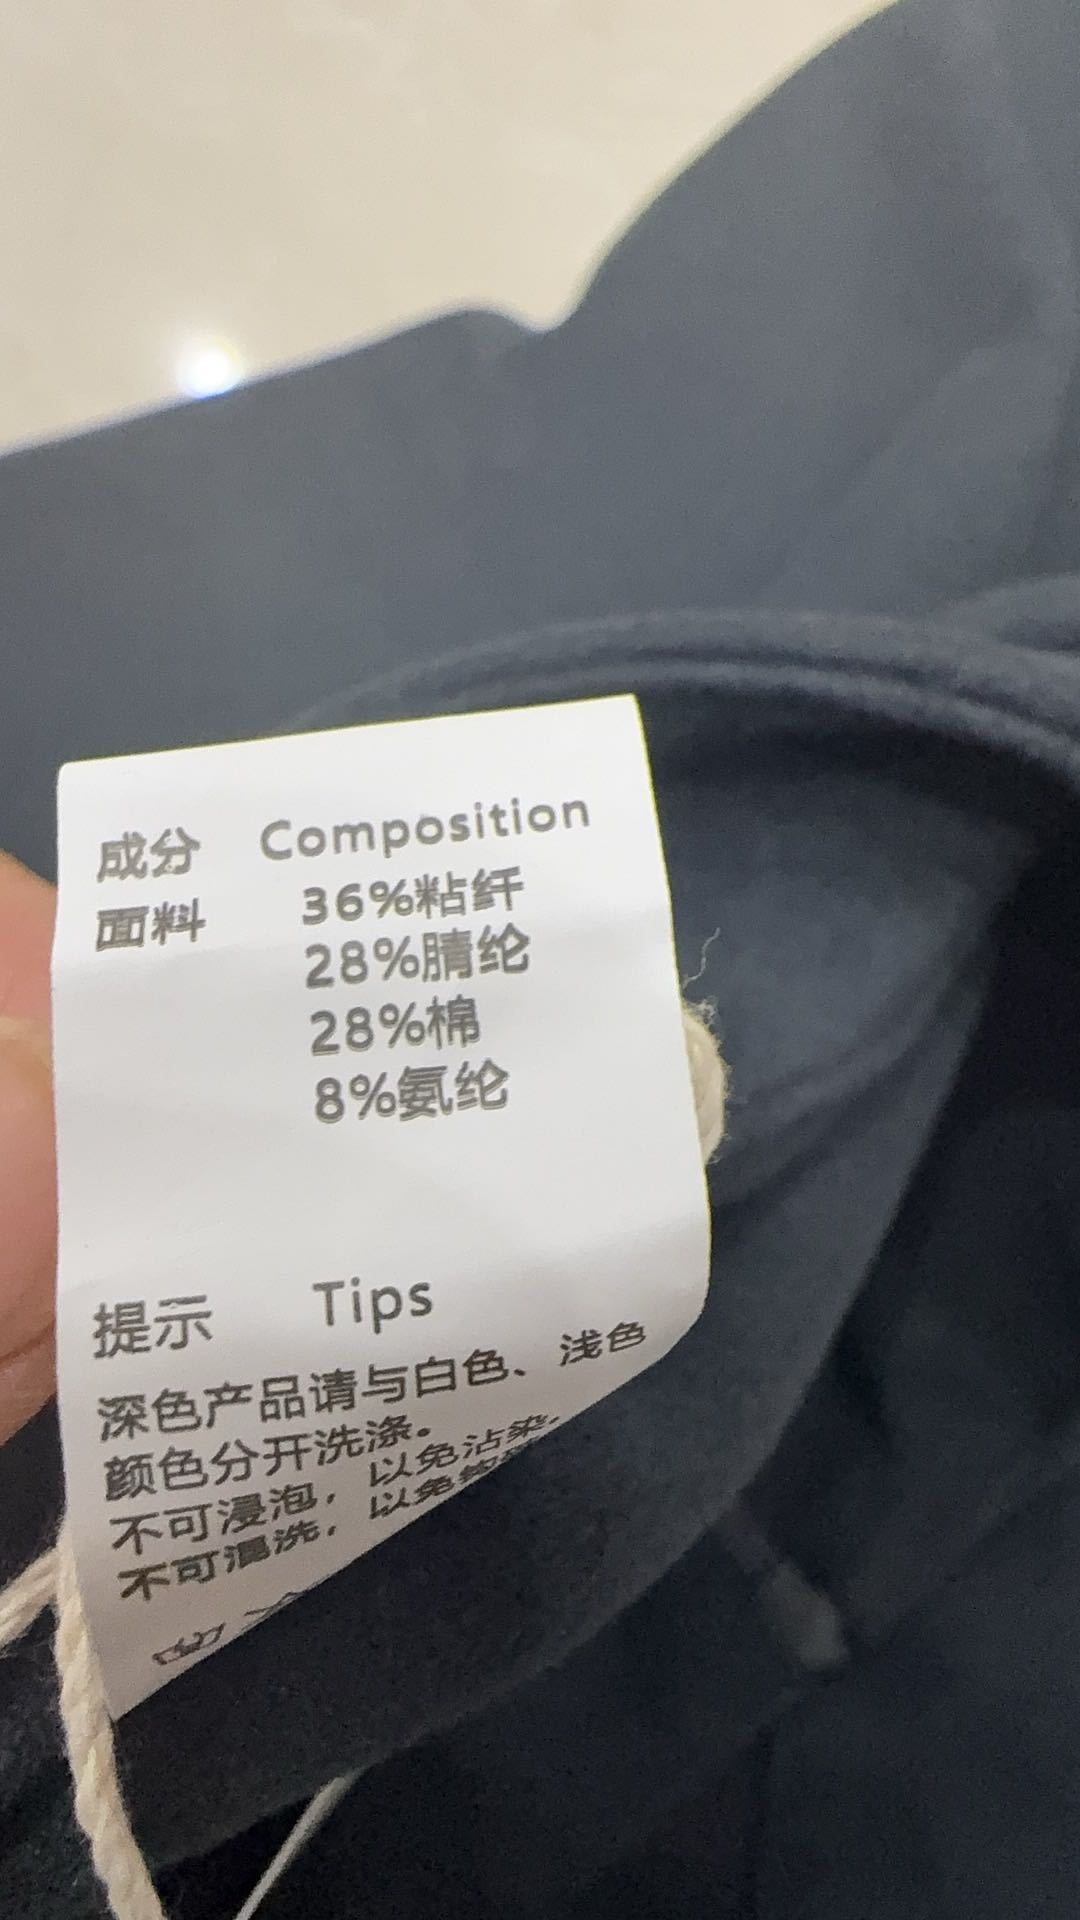 成分 Composition
面料 36%粘纤
28%腈纶
28%棉
8%氨纶
提示 Tips
深色产品请与白色、浅色
颜色分开洗涤。
不可浸泡，以免沾染，
不可混洗，以免